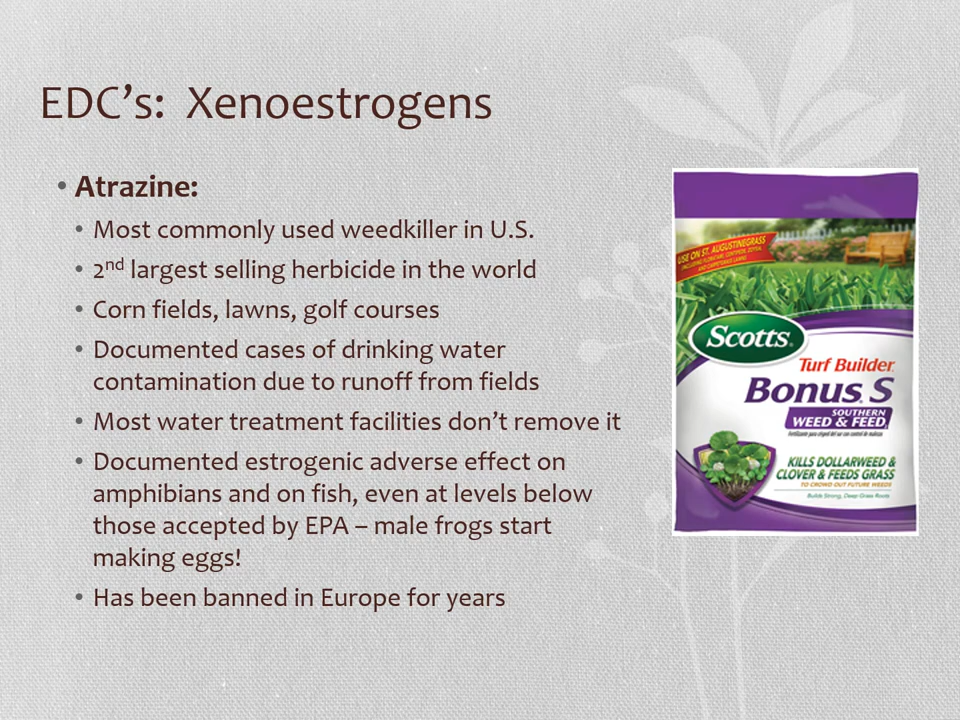 EDC’s: Xenoestrogens
• Atrazine:
• Most commonly used weedkiller in U.S.
• 2nd largest selling herbicide in the world
• Corn fields, lawns, golf courses
• Documented cases of drinking water
contamination due to runoff from fields
• Most water treatment facilities don’t remove it
• Documented estrogenic adverse effect on
amphibians and on fish, even at levels below
those accepted by EPA – male frogs start
making eggs!
• Has been banned in Europe for years
USE ON ST. AUGUSTINEGRASS
Scotts
Turf Builder
Bonus S
SOUTHERN
WEED & FEED
KILLS DOLLARWEED &
CLOVER & FEEDS GRASS
TO CROWD OUT FUTURE WEEDS
Builds Strong, Deep Grass Roots